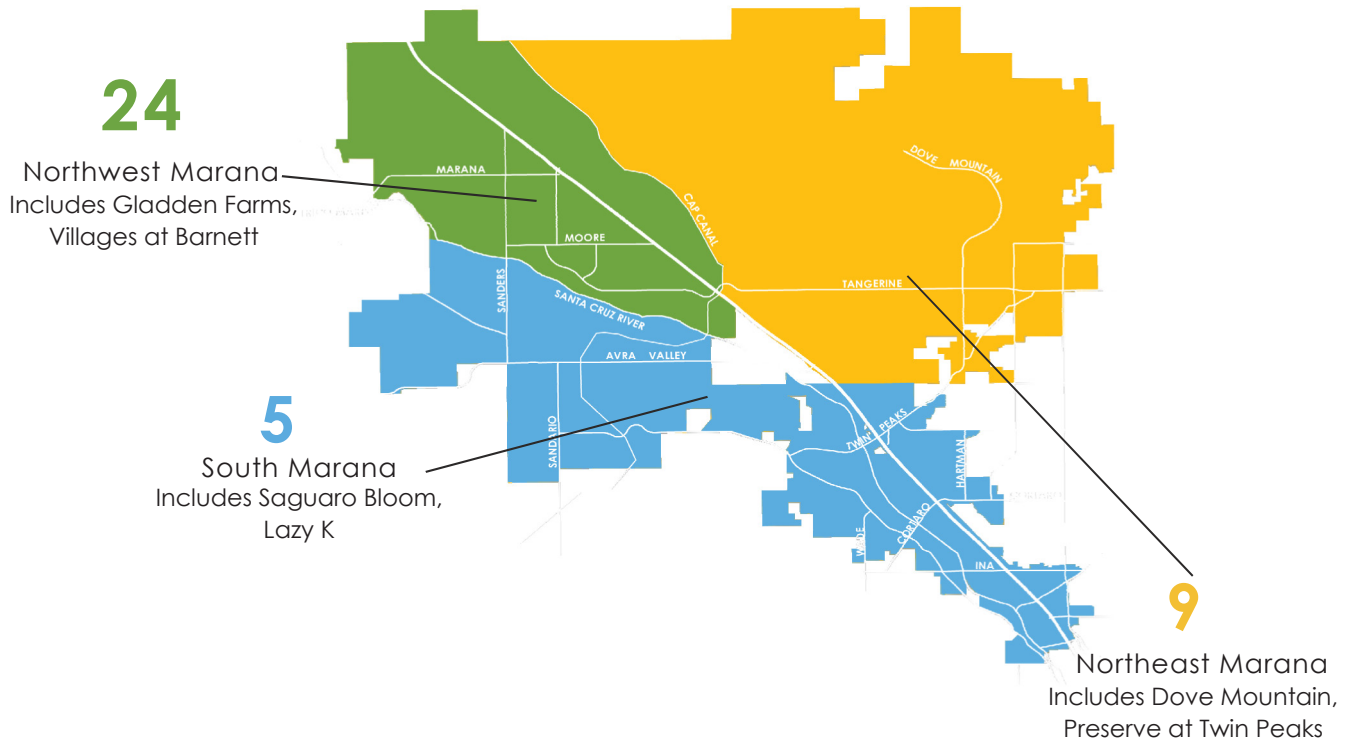 24
Northwest Marana
Includes Gladden Farms,
Villages at Barnett
5
South Marana
Includes Saguaro Bloom,
Lazy K
9
Northeast Marana
Includes Dove Mountain,
Preserve at Twin Peaks
MARANA
MOORE
SANDERS
SANTA CRUZ RIVER
AVRA VALLEY
SANDARIO
CAP CANAL
DOVE MOUNTAIN
TANGERINE
TWIN PEAKS
HARTMAN
CORTARO
WADE
INA